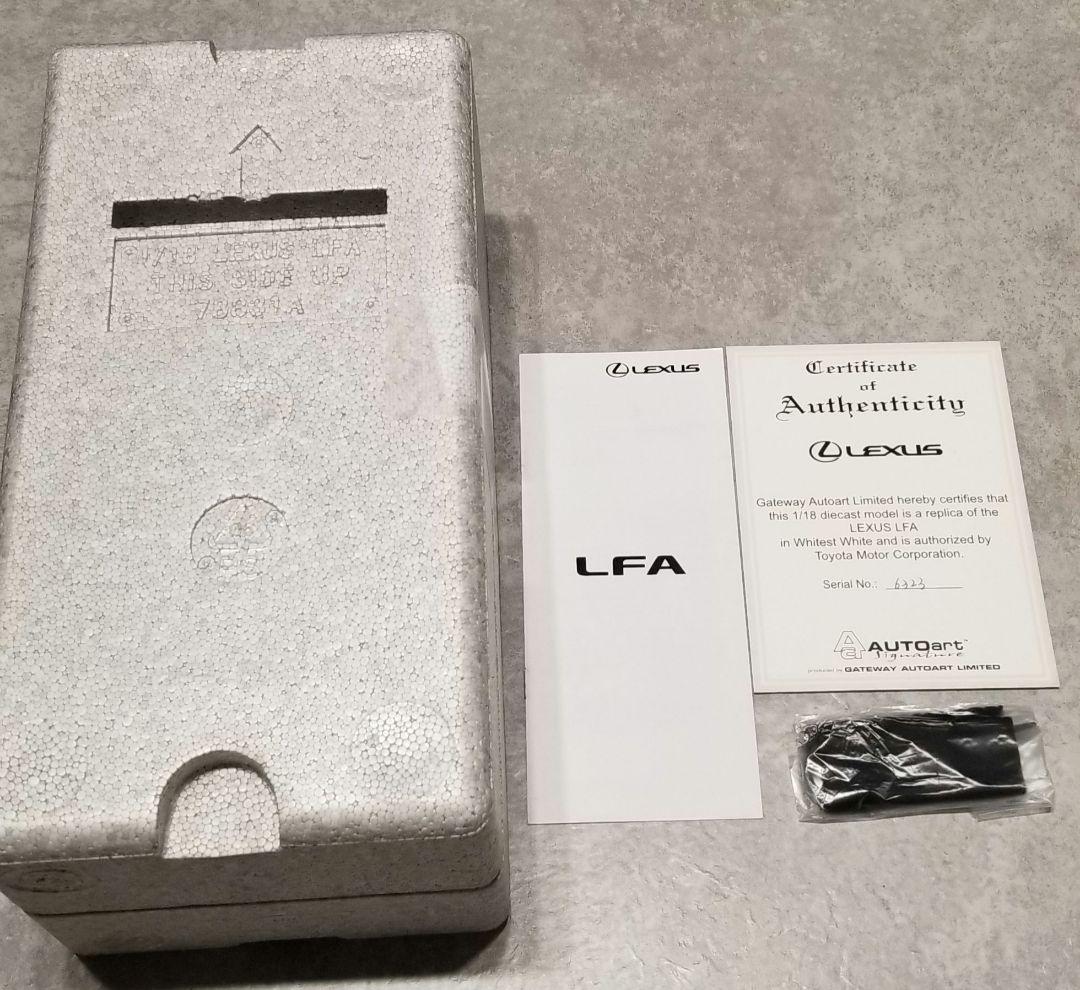 1/18 LEXUS LFA
THIS SIDE UP
78831A
LEXUS
LFA
Certificate
of
Authenticity
LEXUS
Gateway Autoart Limited hereby certifies that
this 1/18 diecast model is a replica of the
LEXUS LFA
in Whitest White and is authorized by
Toyota Motor Corporation.
Serial No.: 6323
AUTOart™
Signature
produced by GATEWAY AUTOART LIMITED